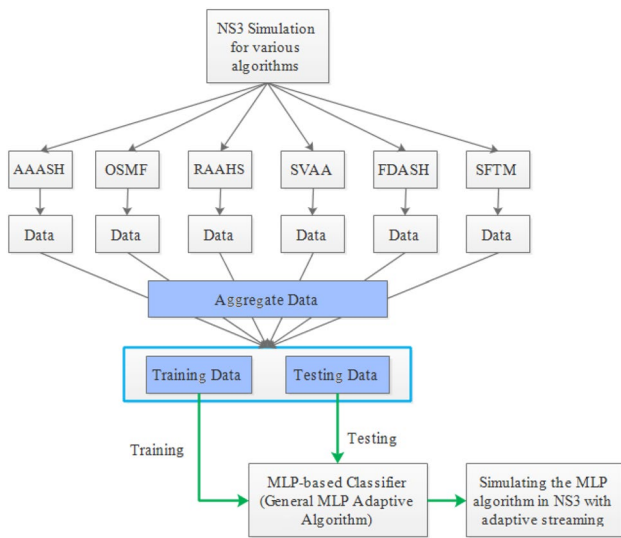 NS3 Simulation
for various
algorithms
AAASH
OSMF
RAAHS
SVAA
FDASH
SFTM
Data
Data
Data
Data
Data
Data
Aggregate Data
Training Data
Testing Data
Training
Testing
MLP-based Classifier
(General MLP Adaptive
Algorithm)
Simulating the MLP
algorithm in NS3 with
adaptive streaming